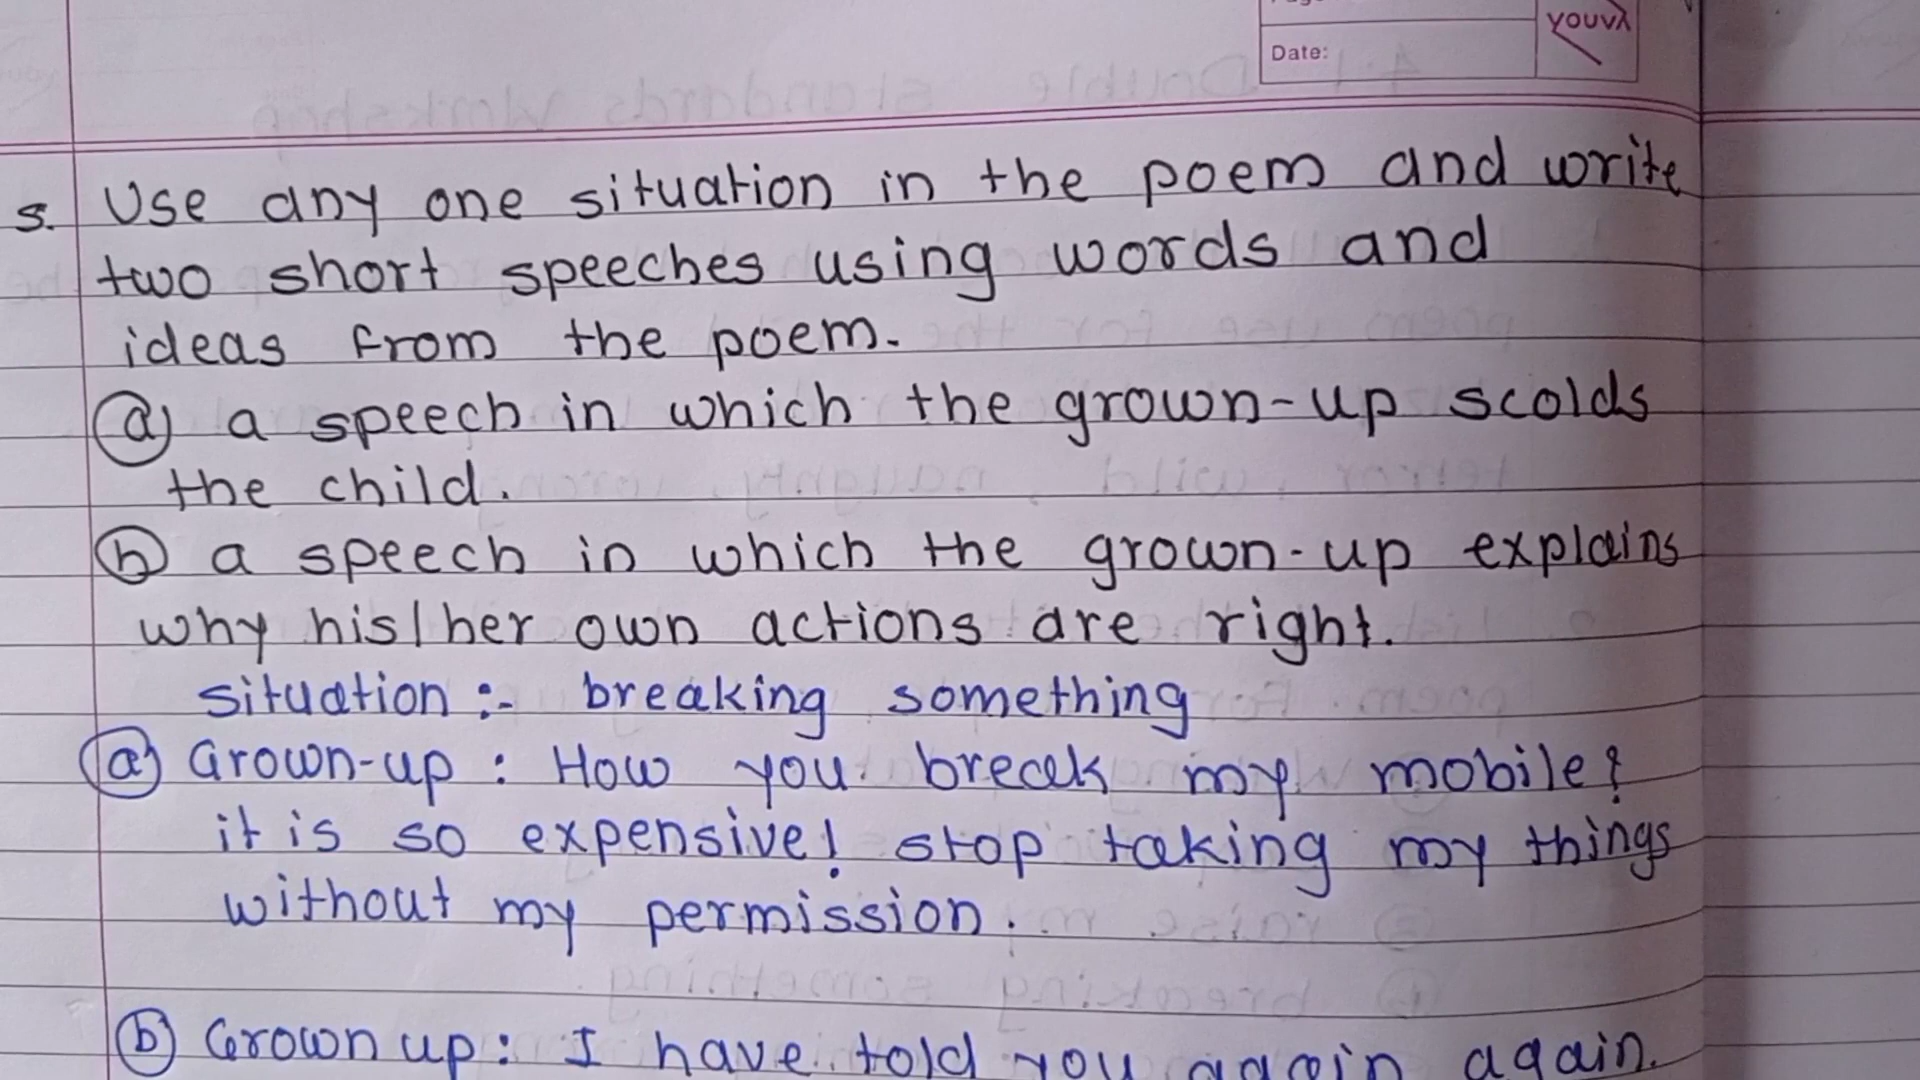 Date:
YOUVA
5. Use any one situation in the poem and write
two short speeches using words and
ideas from the poem.
(a) a speech in which the grown-up scolds
the child.
(b) a speech in which the grown-up explains
why his/her own actions are right.
situation :- breaking something
(a) Grown-up : How you break my mobile?
it is so expensive! stop taking my things
without my permission.
(b) Grown up : I have told you again again.